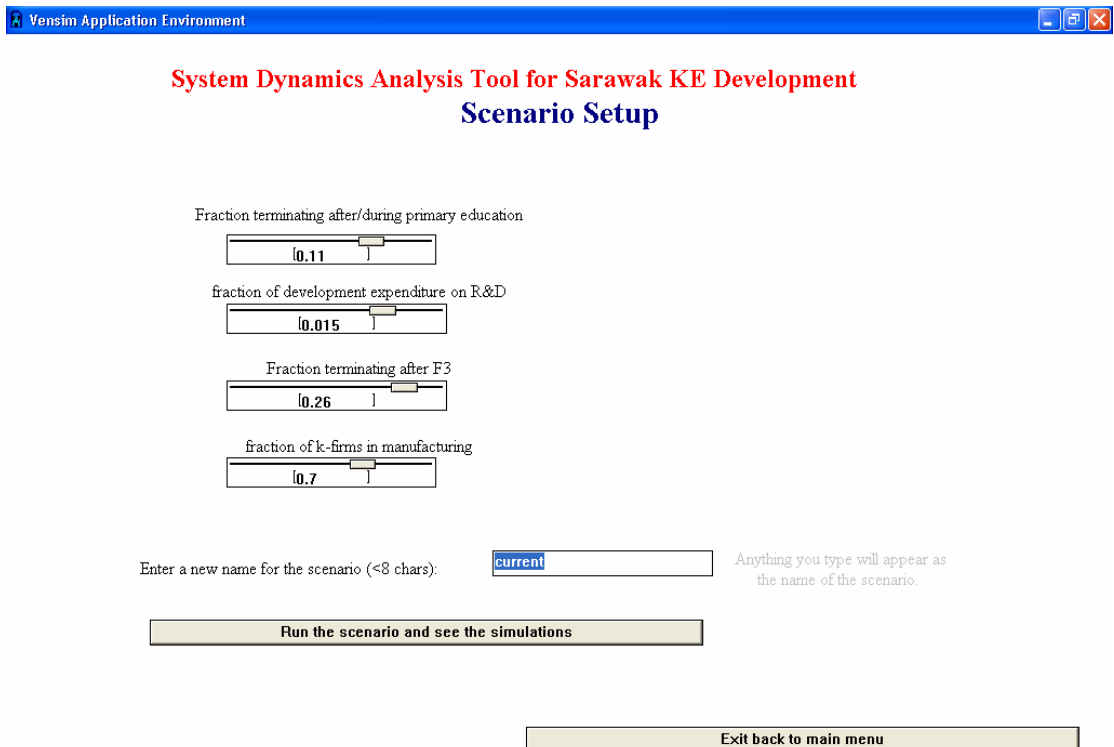 Vensim Application Environment
System Dynamics Analysis Tool for Sarawak KE Development
Scenario Setup
Fraction terminating after/during primary education
[0.11 ]
fraction of development expenditure on R&D
[0.015 ]
Fraction terminating after F3
[0.26 ]
fraction of k-firms in manufacturing
[0.7 ]
Enter a new name for the scenario (<8 chars):
current
Anything you type will appear as
the name of the scenario.
Run the scenario and see the simulations
Exit back to main menu